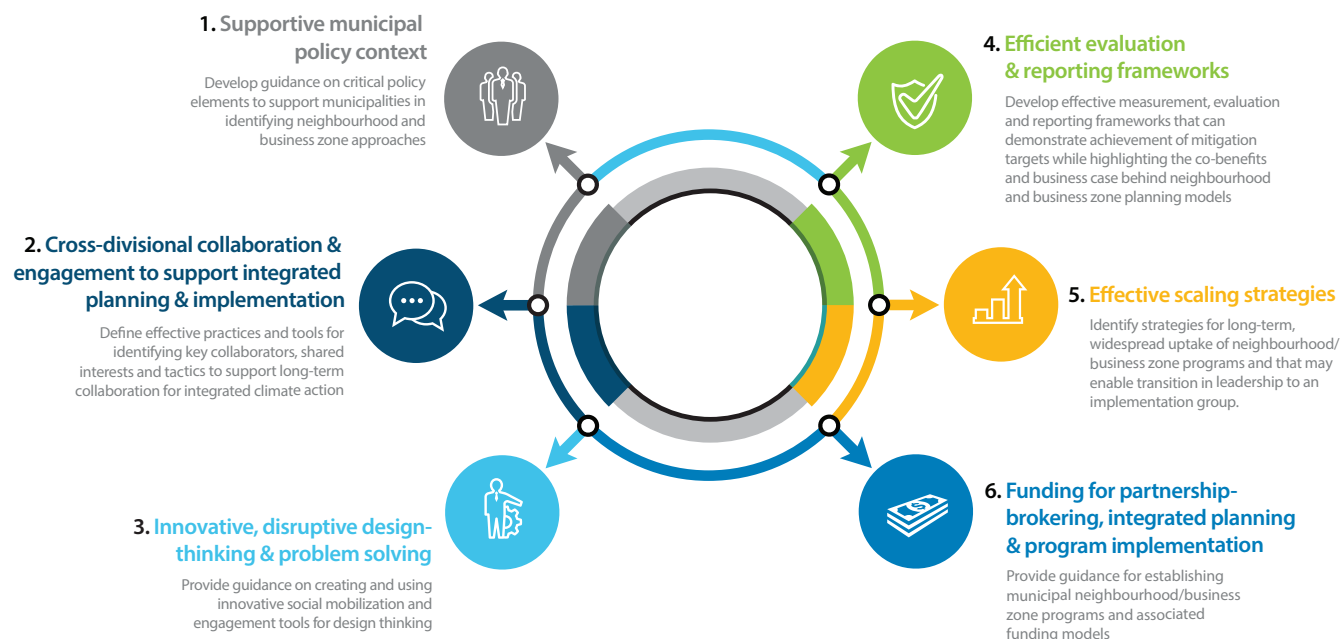 1. Supportive municipal
policy context
Develop guidance on critical policy
elements to support municipalities in
identifying neighbourhood and
business zone approaches
2. Cross-divisional collaboration &
engagement to support integrated
planning & implementation
Define effective practices and tools for
identifying key collaborators, shared
interests and tactics to support long-term
collaboration for integrated climate action
3. Innovative, disruptive design-
thinking & problem solving
Provide guidance on creating and using
innovative social mobilization and
engagement tools for design thinking
4. Efficient evaluation
& reporting frameworks
Develop effective measurement, evaluation
and reporting frameworks that can
demonstrate achievement of mitigation
targets while highlighting the co-benefits
and business case behind neighbourhood
and business zone planning models
5. Effective scaling strategies
Identify strategies for long-term,
widespread uptake of neighbourhood/
business zone programs and that may
enable transition in leadership to an
implementation group.
6. Funding for partnership-
brokering, integrated planning
& program implementation
Provide guidance for establishing
municipal neighbourhood/business
zone programs and associated
funding models